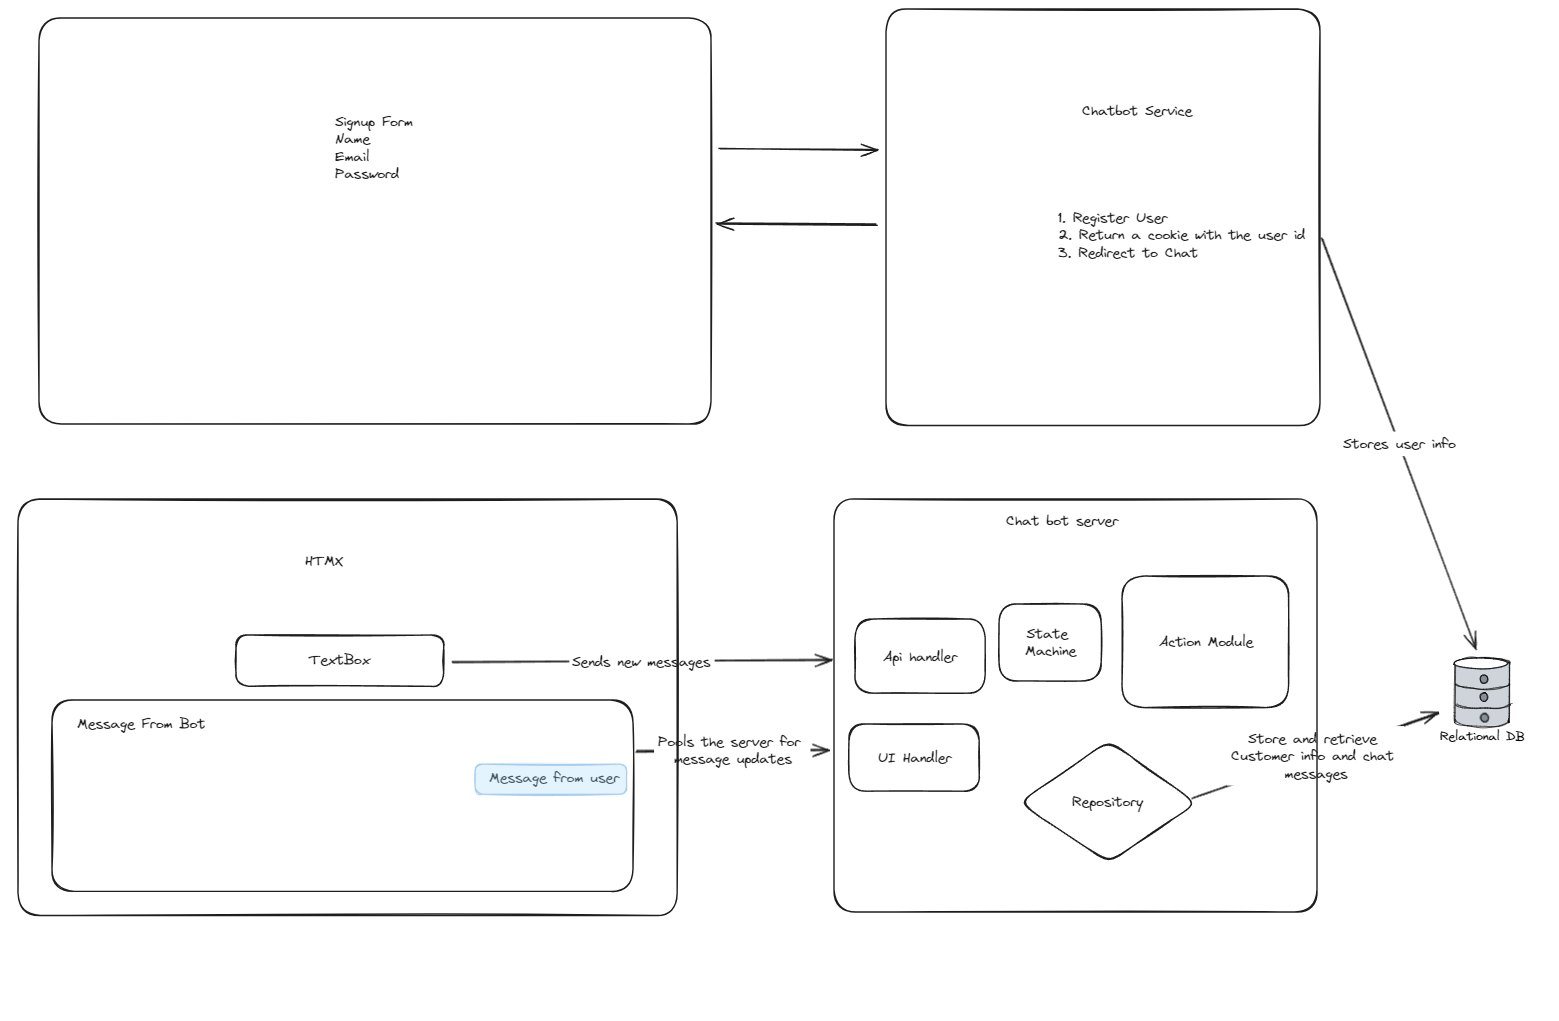 Signup Form
Name
Email
Password
Chatbot Service
1. Register User
2. Return a cookie with the user id
3. Redirect to Chat
Stores user info
HTMX
TextBox
Sends new messages
Message From Bot
Message from user
Pools the server for
message updates
Chat bot server
Api handler
State
Machine
Action Module
UI Handler
Repository
Store and retrieve
Customer info and chat
messages
Relational DB